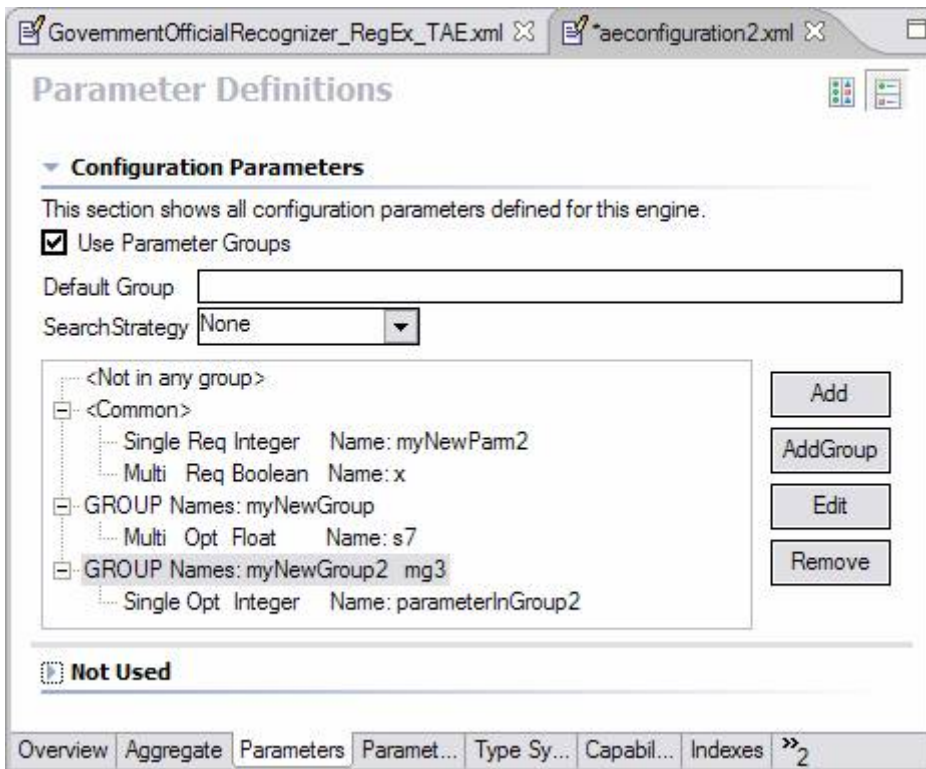 GovernmentOfficialRecognizer_RegEx_TAE.xml *aeconfiguration2.xml
Parameter Definitions
Configuration Parameters
This section shows all configuration parameters defined for this engine.
Use Parameter Groups
Default Group
SearchStrategy None
<Not in any group>
<Common>
Single Req Integer Name: myNewParm2
Multi Req Boolean Name: x
GROUP Names: myNewGroup
Multi Opt Float Name: s7
GROUP Names: myNewGroup2 mg3
Single Opt Integer Name: parameterInGroup2
Add
AddGroup
Edit
Remove
Not Used
Overview Aggregate Parameters Paramet... Type Sy... Capabil... Indexes »2